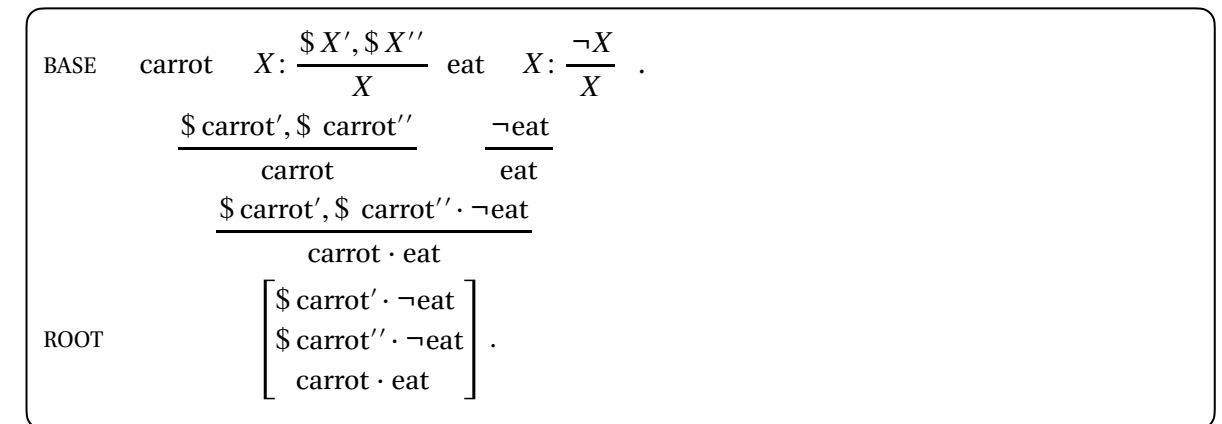 BASE carrot X: $ X′, $ X′′ / X eat X: ¬X / X .
$ carrot′, $ carrot′′ ¬eat
carrot eat
$ carrot′, $ carrot′′ · ¬eat
carrot · eat
$ carrot′ · ¬eat
ROOT $ carrot′′ · ¬eat .
carrot · eat